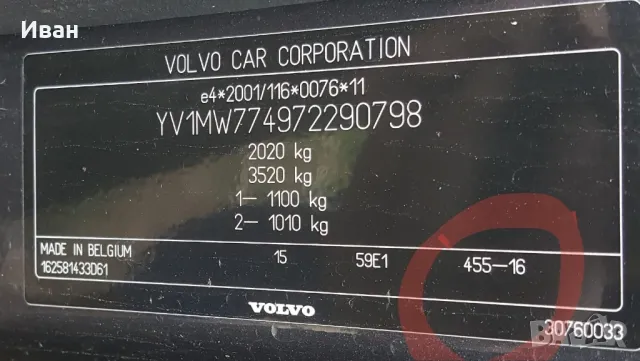 Иван
VOLVO CAR CORPORATION
e4*2001/116*0076*11
YV1MW774972290798
2020 kg
3520 kg
1- 1100 kg
2- 1010 kg
MADE IN BELGIUM 15 59E1 455-16
162581433D61
VOLVO
30760033